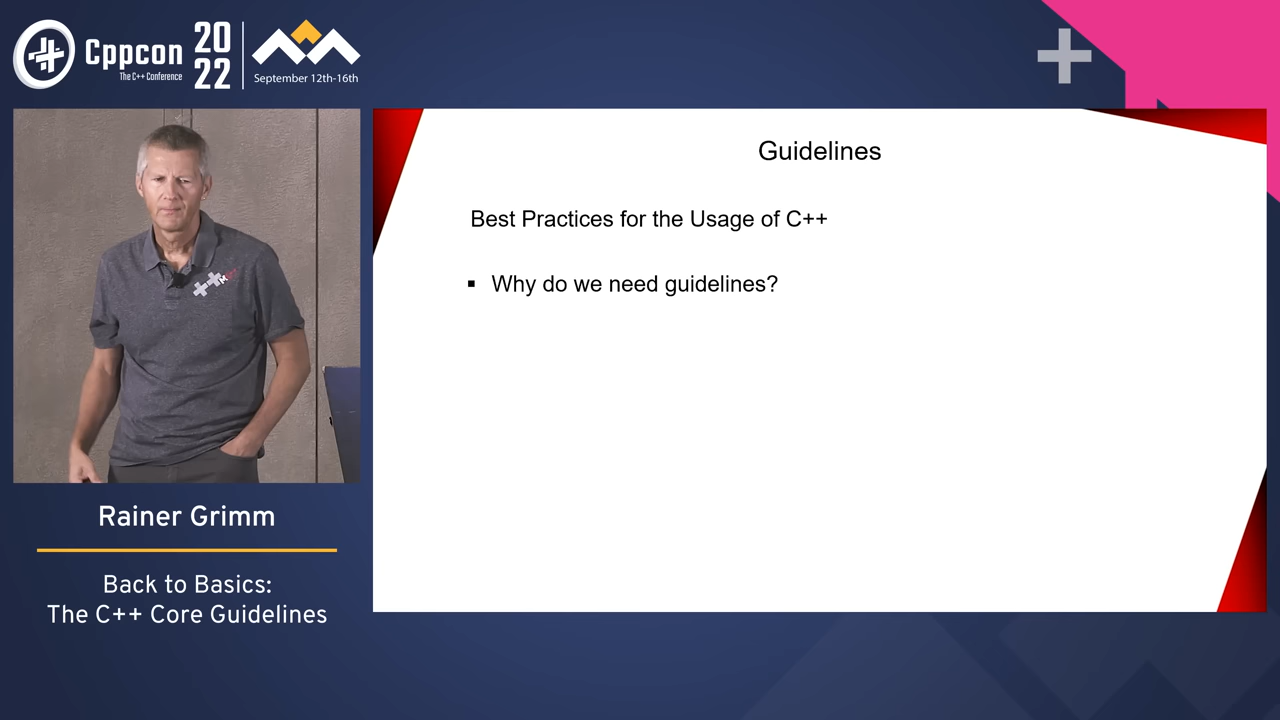 Cppcon
The C++ Conference
20
22
September 12th-16th
Guidelines
Best Practices for the Usage of C++
▪ Why do we need guidelines?
Rainer Grimm
Back to Basics:
The C++ Core Guidelines